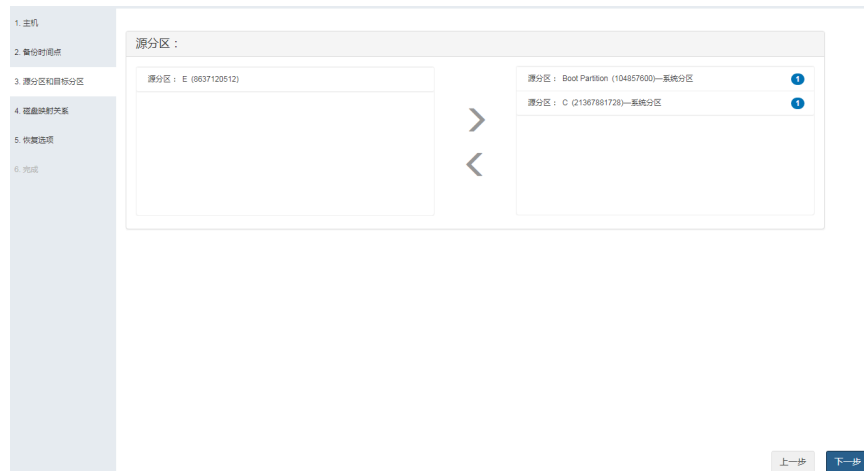 1. 主机
2. 备份时间点
3. 源分区和目标分区
4. 磁盘映射关系
5. 恢复选项
6. 完成
源分区：
源分区： E (8637120512)
源分区： Boot Partition (104857600)—系统分区 1
源分区： C (21367881728)—系统分区 1
上一步 下一步